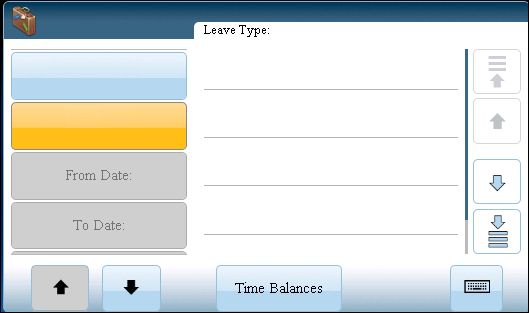 Leave Type:
From Date:
To Date:
Time Balances